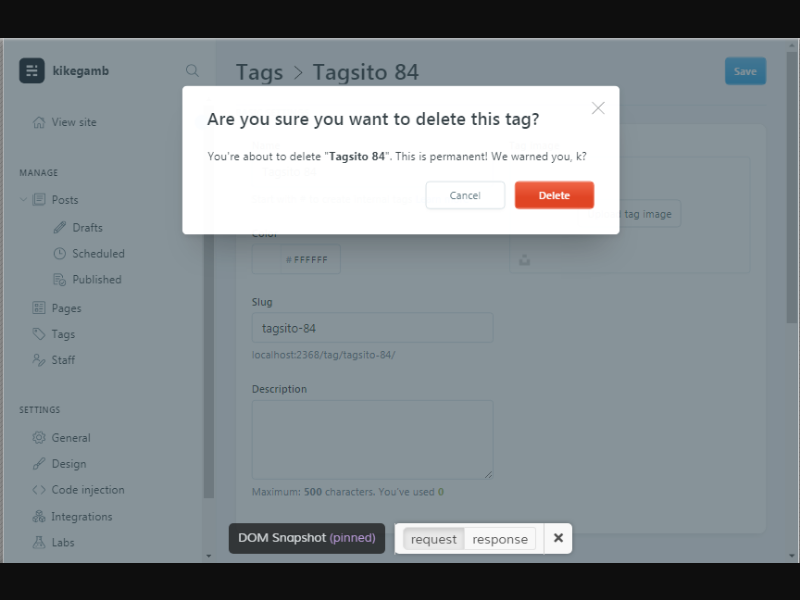 kikegamb
Tags > Tagsito 84
Save
View site
Are you sure you want to delete this tag?
You're about to delete "Tagsito 84". This is permanent! We warned you, k?
Cancel
Delete
MANAGE
Posts
Drafts
Scheduled
Published
Pages
Tags
Staff
SETTINGS
General
Design
Code injection
Integrations
Labs
tag image
Color
# FFFFFF
Slug
tagsito-84
localhost:2368/tag/tagsito-84/
Description
Maximum: 500 characters. You've used 0
DOM Snapshot (pinned)
request
response